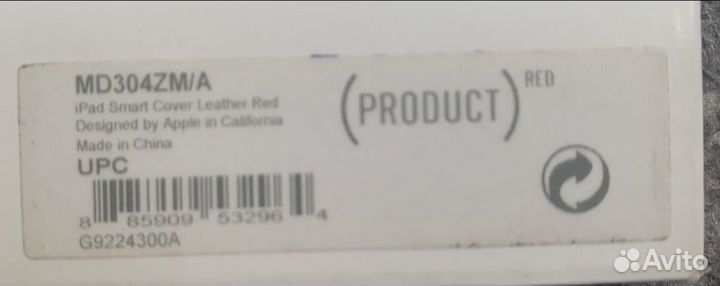 MD304ZM/A
iPad Smart Cover Leather Red
Designed by Apple in California
Made in China
UPC
8 85909 53296 4
G9224300A
(PRODUCT) RED
Avito